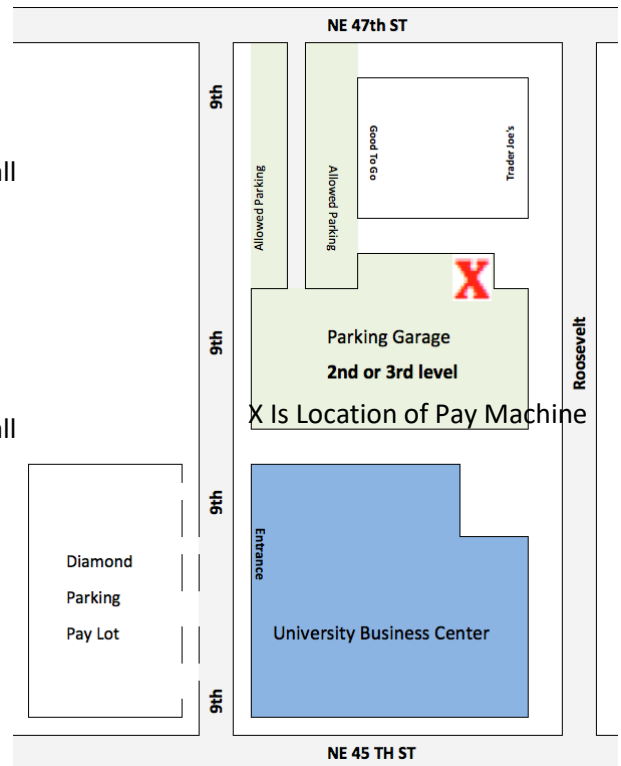 NE 47th ST
9th
Good To Go
Trader Joe's
all
Allowed Parking
Allowed Parking
X
Parking Garage
9th
Roosevelt
2nd or 3rd level
X Is Location of Pay Machine
all
9th
Entrance
Diamond
Parking
Pay Lot
University Business Center
9th
NE 45 TH ST